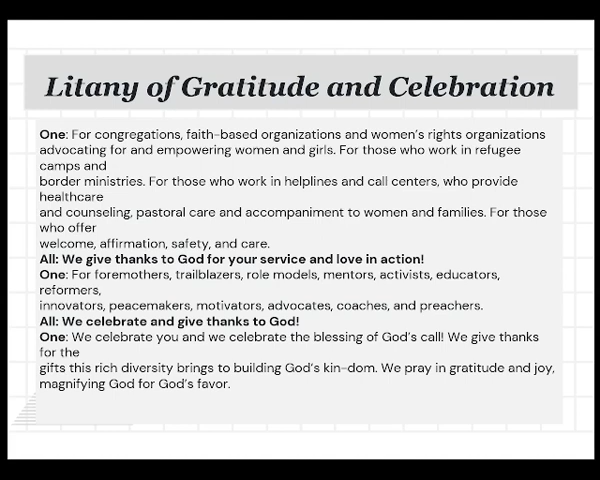 Litany of Gratitude and Celebration
One: For congregations, faith-based organizations and women's rights organizations
advocating for and empowering women and girls. For those who work in refugee
camps and
border ministries. For those who work in helplines and call centers, who provide
healthcare
and counseling, pastoral care and accompaniment to women and families. For those
who offer
welcome, affirmation, safety, and care.
All: We give thanks to God for your service and love in action!
One: For foremothers, trailblazers, role models, mentors, activists, educators,
reformers,
innovators, peacemakers, motivators, advocates, coaches, and preachers.
All: We celebrate and give thanks to God!
One: We celebrate you and we celebrate the blessing of God's call! We give thanks
for the
gifts this rich diversity brings to building God's kin-dom. We pray in gratitude and joy,
magnifying God for God's favor.